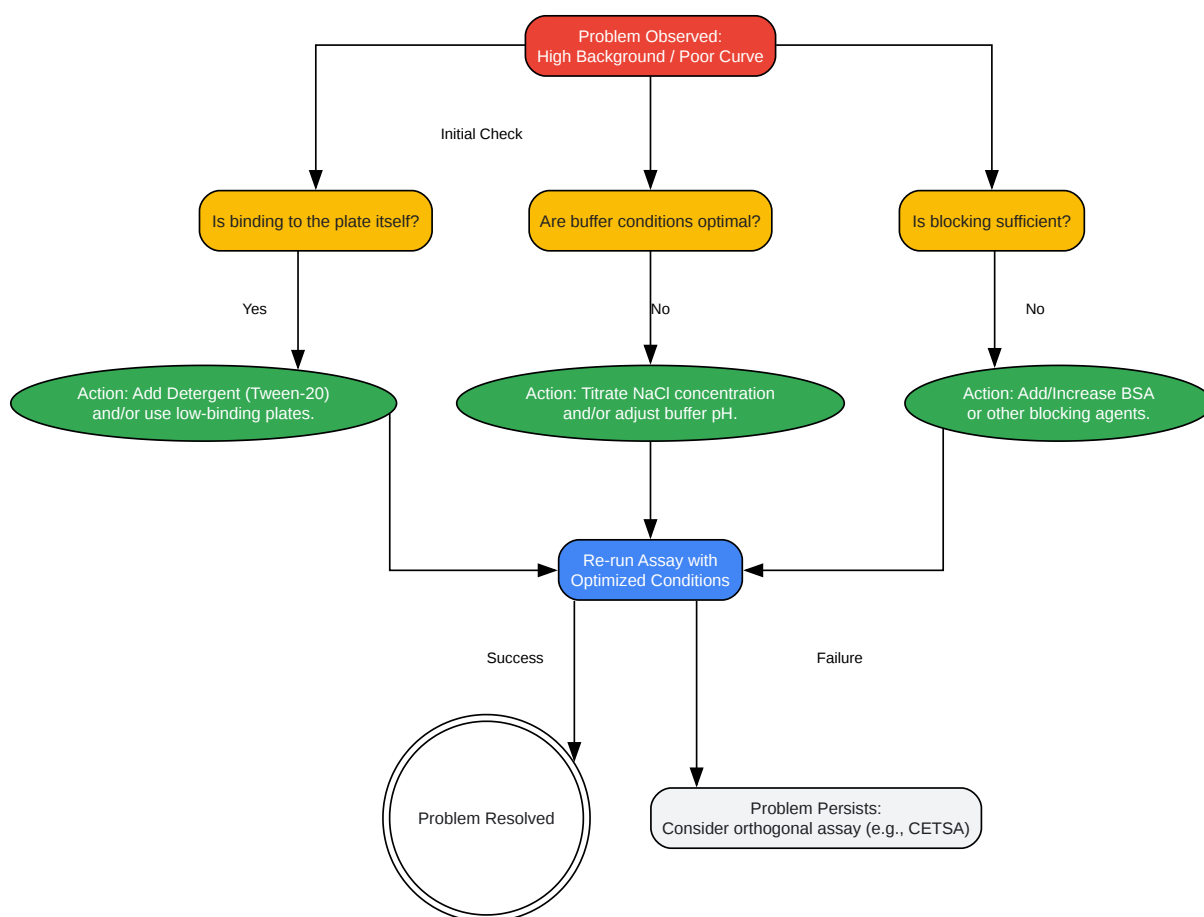 Problem Observed:
High Background / Poor Curve
Initial Check
Is binding to the plate itself?
Are buffer conditions optimal?
Is blocking sufficient?
Yes
No
No
Action: Add Detergent (Tween-20)
and/or use low-binding plates.
Action: Titrate NaCl concentration
and/or adjust buffer pH.
Action: Add/Increase BSA
or other blocking agents.
Re-run Assay with
Optimized Conditions
Success
Failure
Problem Resolved
Problem Persists:
Consider orthogonal assay (e.g., CETSA)